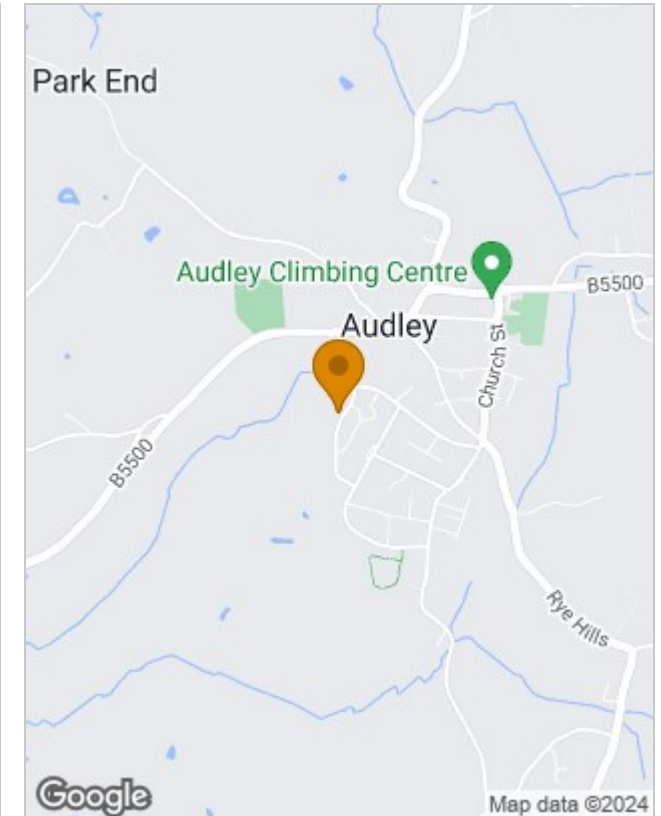 Park End
Audley Climbing Centre
B5500
Audley
Church St
B5500
Rye Hills
Google
Map data ©2024